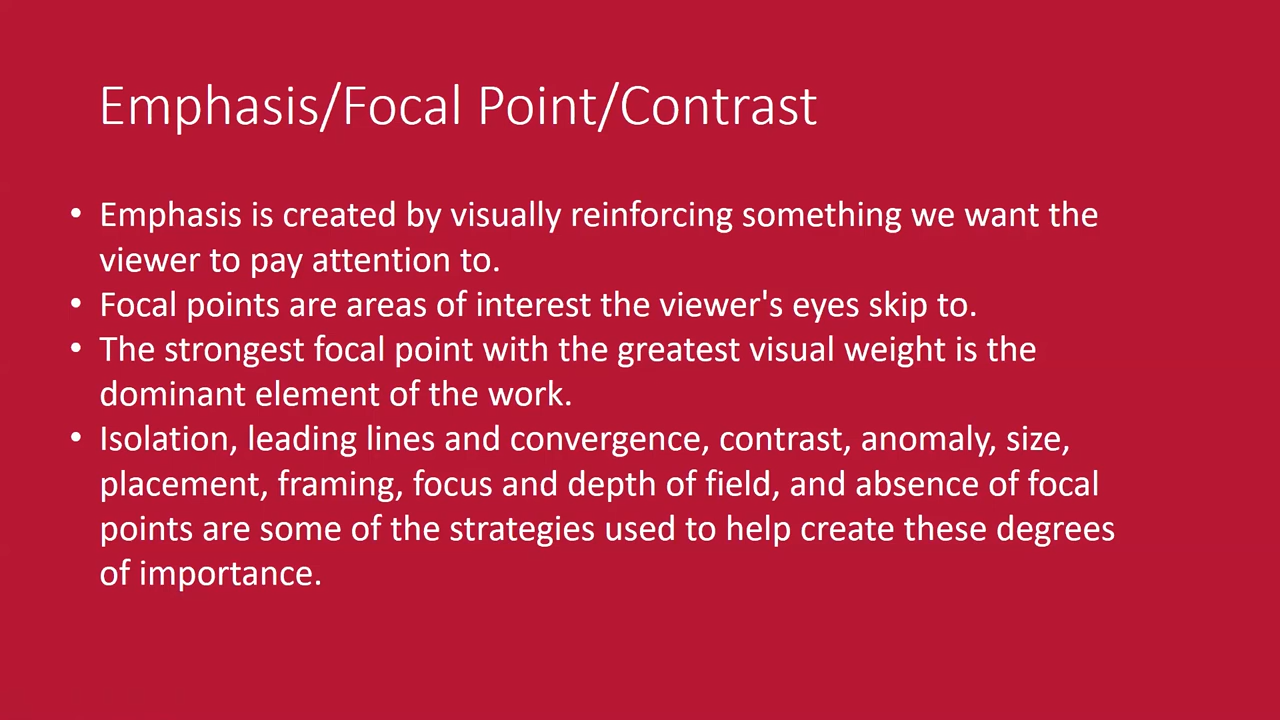 Emphasis/Focal Point/Contrast
• Emphasis is created by visually reinforcing something we want the
viewer to pay attention to.
• Focal points are areas of interest the viewer's eyes skip to.
• The strongest focal point with the greatest visual weight is the
dominant element of the work.
• Isolation, leading lines and convergence, contrast, anomaly, size,
placement, framing, focus and depth of field, and absence of focal
points are some of the strategies used to help create these degrees
of importance.